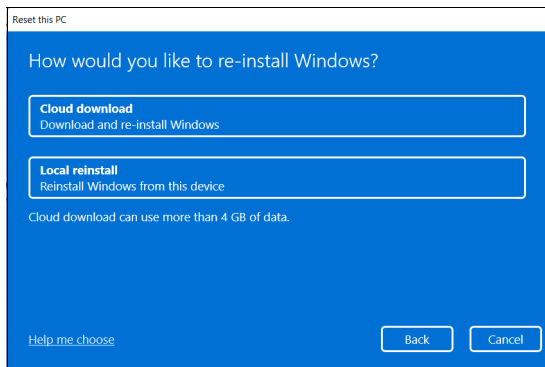 Reset this PC
How would you like to re-install Windows?
Cloud download
Download and re-install Windows
Local reinstall
Reinstall Windows from this device
Cloud download can use more than 4 GB of data.
Help me choose
Back
Cancel